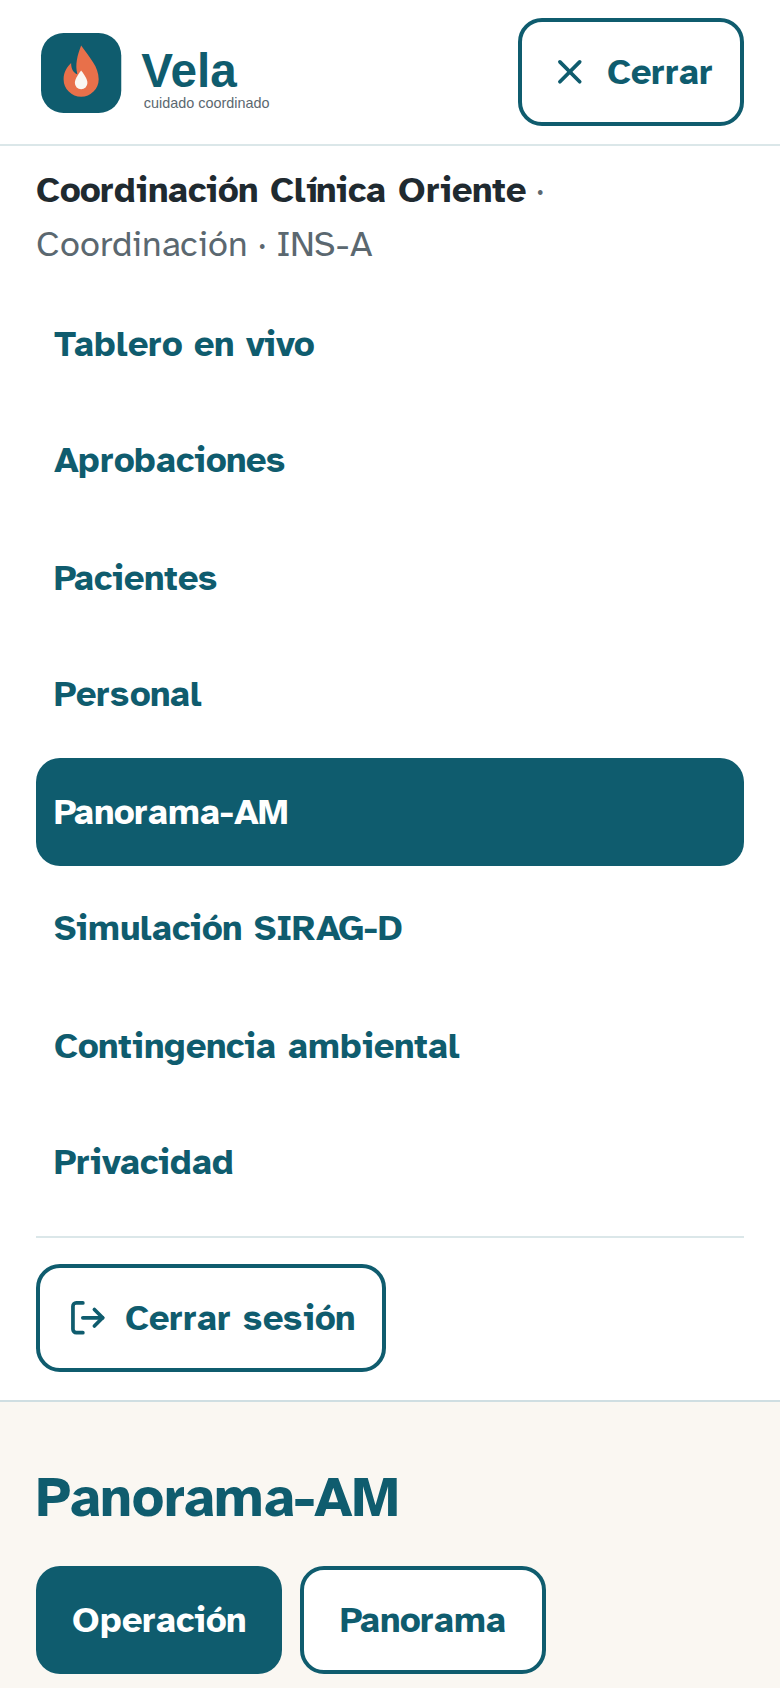 Vela
cuidado coordinado
Cerrar
Coordinación Clínica Oriente ·
Coordinación · INS-A
Tablero en vivo
Aprobaciones
Pacientes
Personal
Panorama-AM
Simulación SIRAG-D
Contingencia ambiental
Privacidad
Cerrar sesión
Panorama-AM
Operación
Panorama